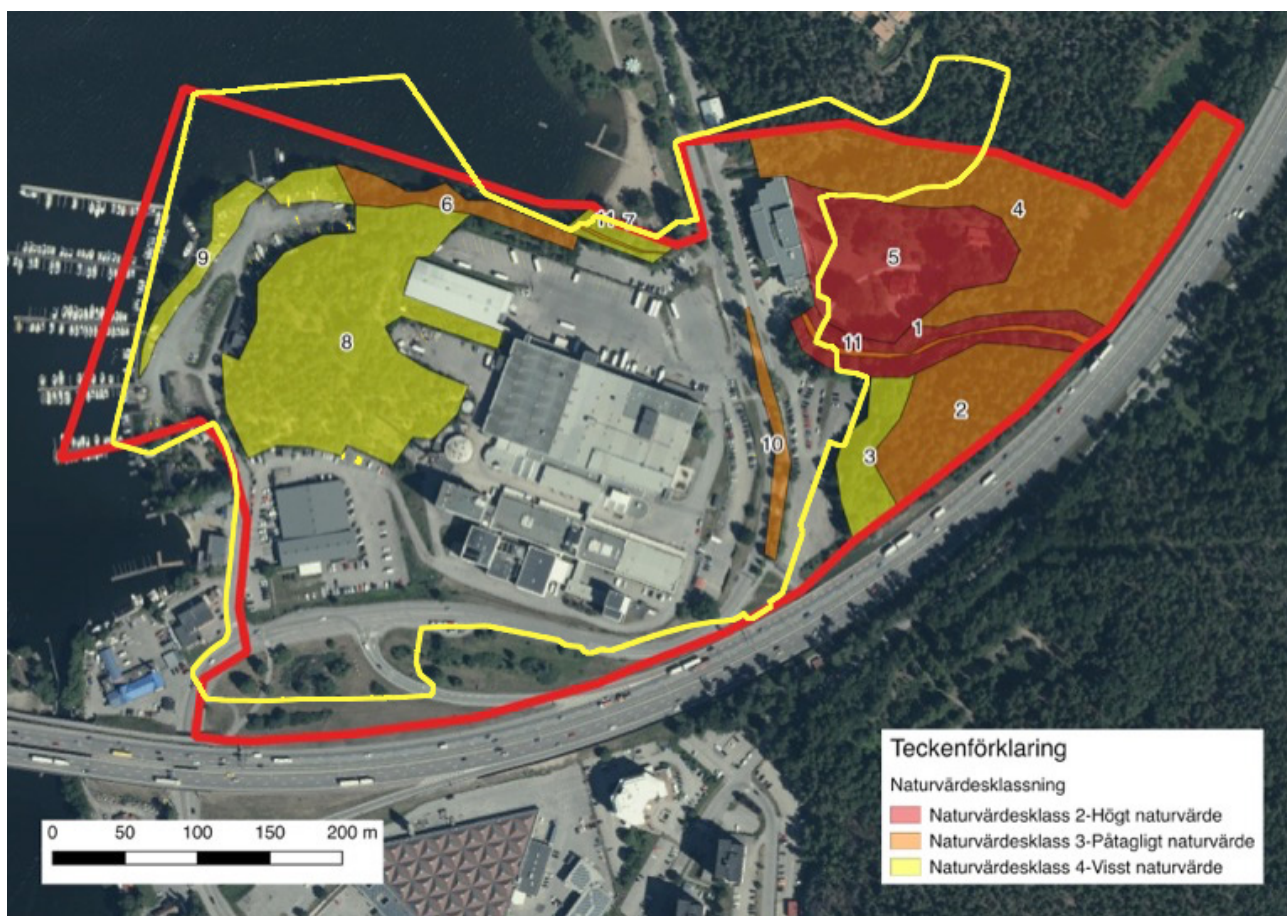 6
11 7
4
9
5
1
11
8
2
10
3
Teckenförklaring
Naturvärdesklassning
Naturvärdesklass 2-Högt naturvärde
Naturvärdesklass 3-Påtagligt naturvärde
Naturvärdesklass 4-Visst naturvärde
0 50 100 150 200 m